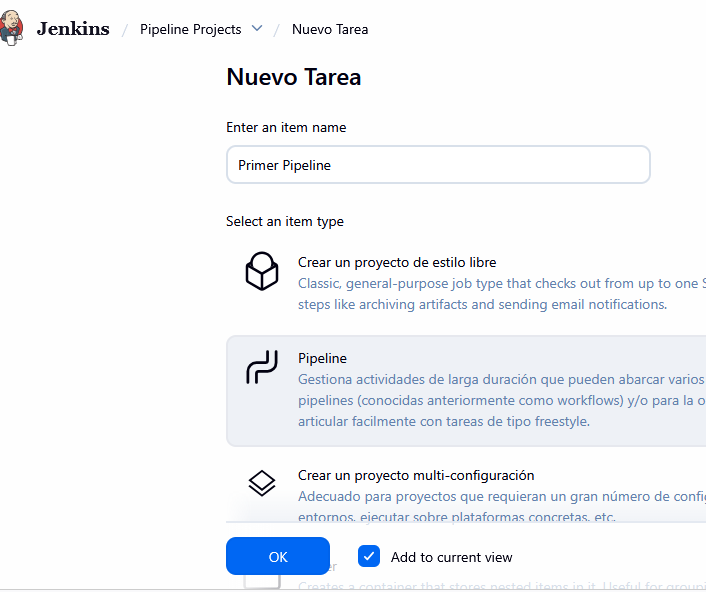 Jenkins / Pipeline Projects / Nuevo Tarea
Nuevo Tarea
Enter an item name
Primer Pipeline
Select an item type
Crear un proyecto de estilo libre
Classic, general-purpose job type that checks out from up to one S
steps like archiving artifacts and sending email notifications.
Pipeline
Gestiona actividades de larga duración que pueden abarcar varios
pipelines (conocidas anteriormente como workflows) y/o para la o
articular facilmente con tareas de tipo freestyle.
Crear un proyecto multi-configuración
Adecuado para proyectos que requieran un gran número de config
entornos, ejecutar sobre plataformas concretas, etc.
OK Add to current view
Creates a container that stores nested items in it. Useful for groupi